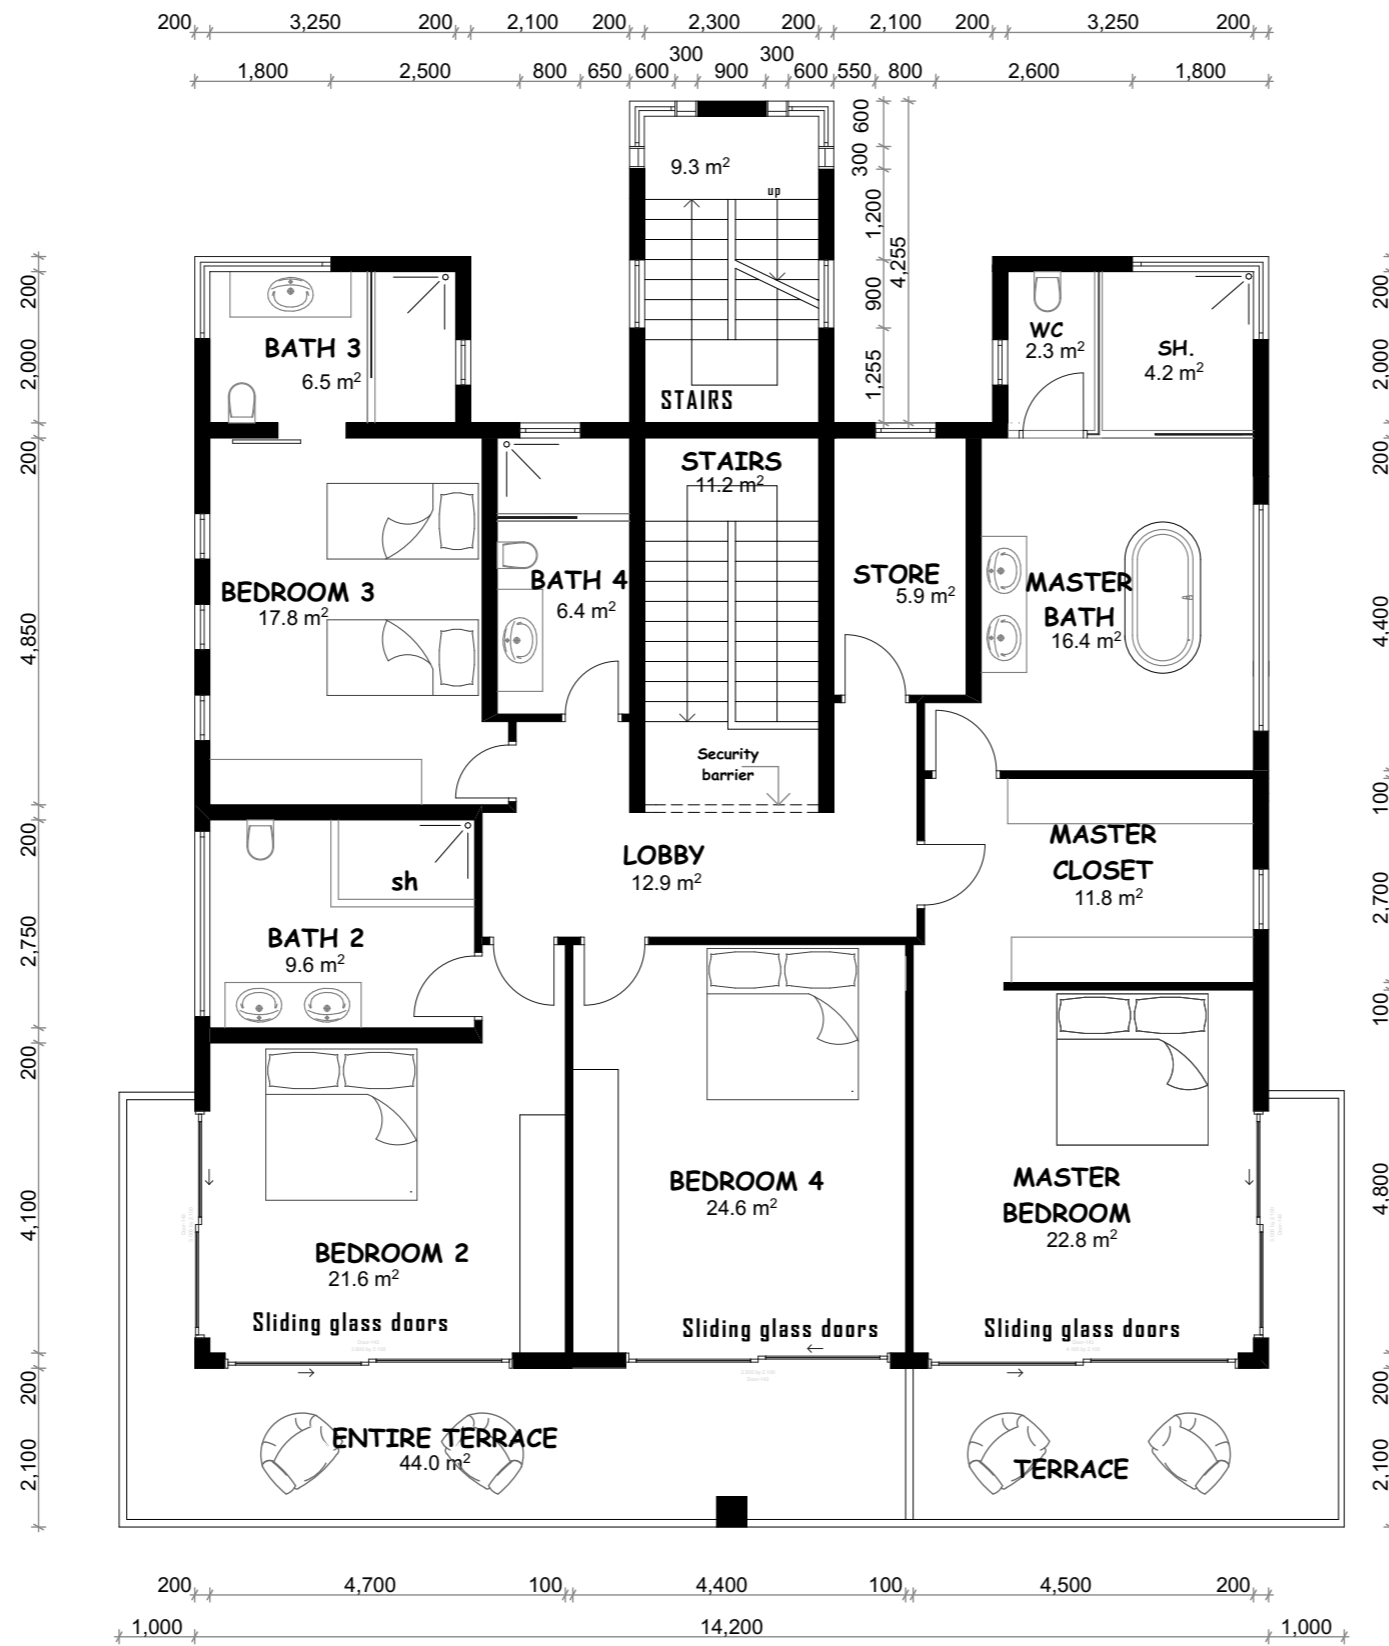 200 3,250 200 2,100 200 2,300 200 2,100 200 3,250 200
300 300
1,800 2,500 800 650 600 900 600 550 800 2,600 1,800
600
300
1,200
900
1,255
4,255
9.3 m²
up
STAIRS
200
2,000
200
4,850
200
2,750
200
4,100
200
2,100
BATH 3
6.5 m²
WC
2.3 m²
SH.
4.2 m²
STAIRS
11.2 m²
BEDROOM 3
17.8 m²
BATH 4
6.4 m²
STORE
5.9 m²
MASTER
BATH
16.4 m²
Security
barrier
LOBBY
12.9 m²
MASTER
CLOSET
11.8 m²
sh
BATH 2
9.6 m²
BEDROOM 2
21.6 m²
Sliding glass doors
BEDROOM 4
24.6 m²
Sliding glass doors
MASTER
BEDROOM
22.8 m²
Sliding glass doors
ENTIRE TERRACE
44.0 m²
TERRACE
200
2,000
200
4,400
100
2,700
100
4,800
200
2,100
200 4,700 100 4,400 100 4,500 200
1,000 14,200 1,000